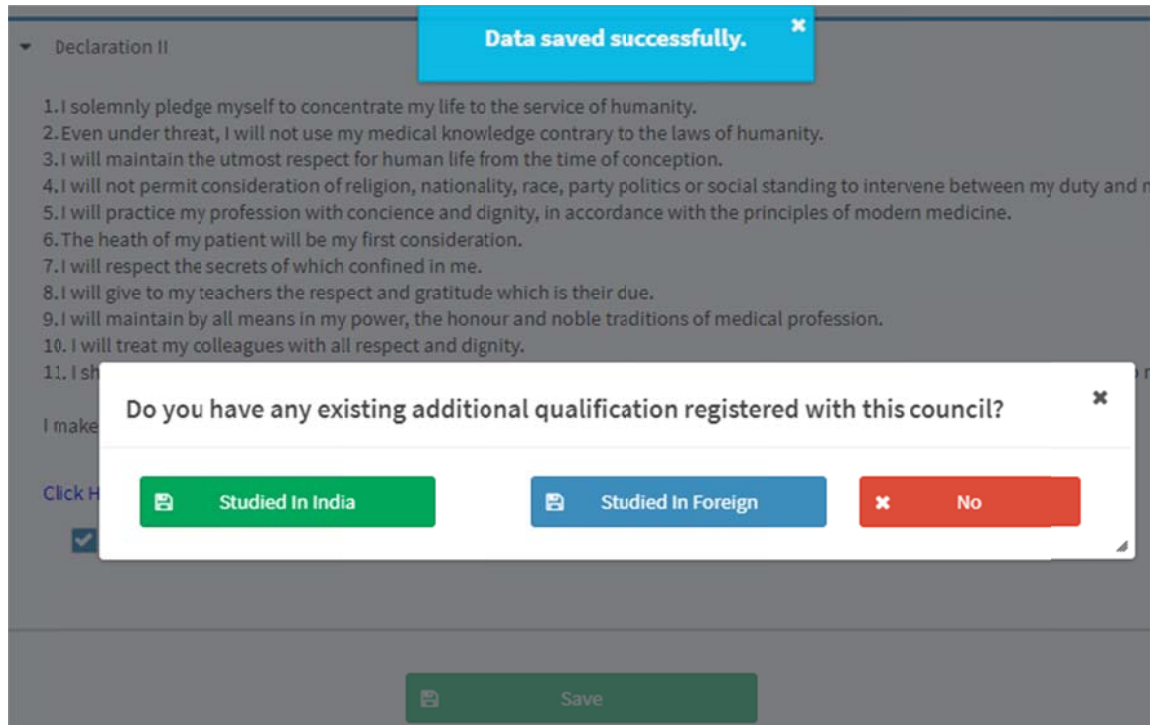 Data saved successfully.
Declaration II
1.I solemnly pledge myself to concentrate my life to the service of humanity.
2.Even under threat, I will not use my medical knowledge contrary to the laws of humanity.
3.I will maintain the utmost respect for human life from the time of conception.
4.I will not permit consideration of religion, nationality, race, party politics or social standing to intervene between my duty and
5.I will practice my profession with concience and dignity, in accordance with the principles of modern medicine.
6.The heath of my patient will be my first consideration.
7.I will respect the secrets of which confined in me.
8.I will give to my teachers the respect and gratitude which is their due.
9.I will maintain by all means in my power, the honour and noble traditions of medical profession.
10. I will treat my colleagues with all respect and dignity.
11. I sh
Do you have any existing additional qualification registered with this council?
I make
Click H
Studied In India
Studied In Foreign
No
Save